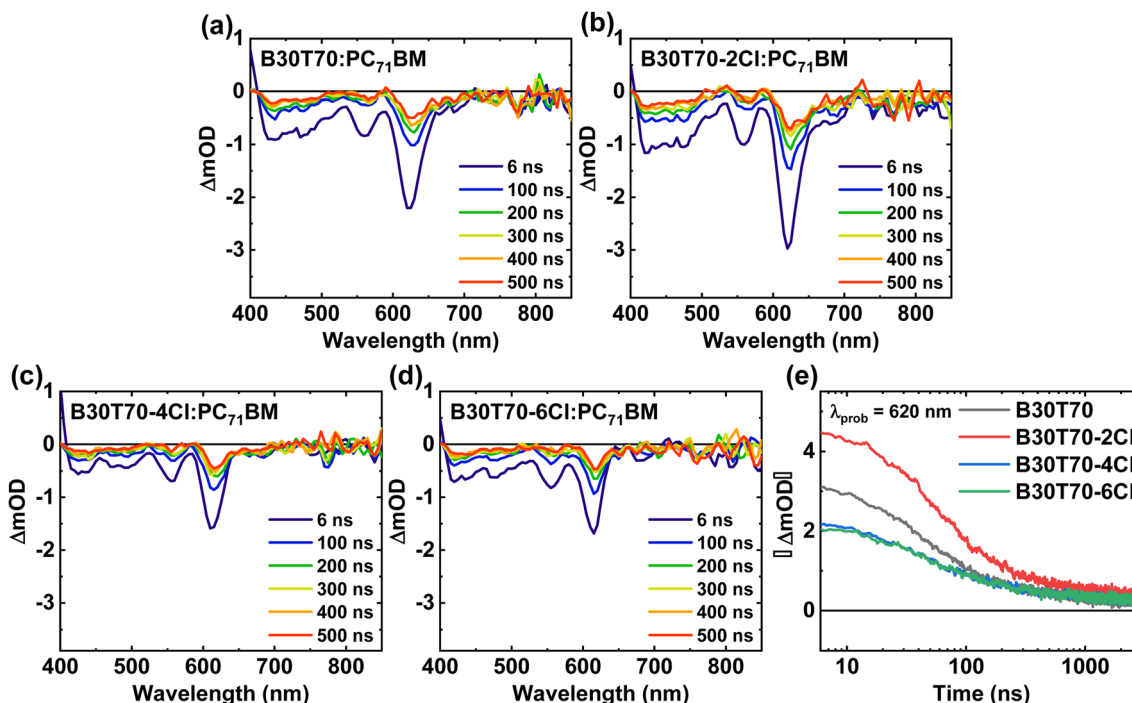 (a)
B30T70:PC71BM
1
0
-1
-2
-3
ΔmOD
6 ns
100 ns
200 ns
300 ns
400 ns
500 ns
400 500 600 700 800
Wavelength (nm)
(b)
B30T70-2Cl:PC71BM
1
0
-1
-2
-3
ΔmOD
6 ns
100 ns
200 ns
300 ns
400 ns
500 ns
400 500 600 700 800
Wavelength (nm)
(c)
B30T70-4Cl:PC71BM
1
0
-1
-2
-3
ΔmOD
6 ns
100 ns
200 ns
300 ns
400 ns
500 ns
400 500 600 700 800
Wavelength (nm)
(d)
B30T70-6Cl:PC71BM
1
0
-1
-2
-3
ΔmOD
6 ns
100 ns
200 ns
300 ns
400 ns
500 ns
400 500 600 700 800
Wavelength (nm)
(e)
λprob = 620 nm
B30T70
B30T70-2Cl
B30T70-4Cl
B30T70-6Cl
4
2
0
▯ΔmOD▯
10 100 1000
Time (ns)